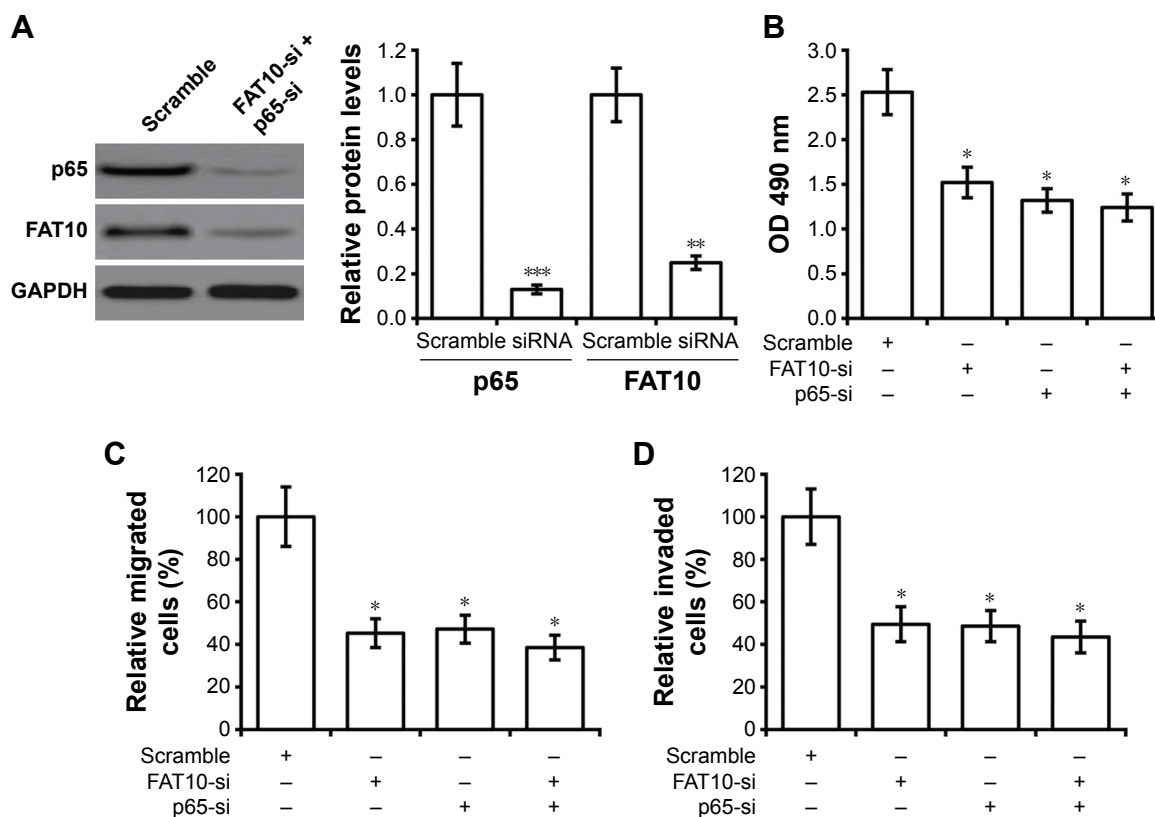 A
Scramble
FAT10-si +
p65-si
p65
FAT10
GAPDH
Relative protein levels
1.2
1.0
0.8
0.6
0.4
0.2
0.0
***
**
Scramble siRNA Scramble siRNA
p65 FAT10
B
OD 490 nm
3.0
2.5
2.0
1.5
1.0
0.5
0.0
* * *
Scramble + – – –
FAT10-si – + – +
p65-si – – + +
C
Relative migrated
cells (%)
120
100
80
60
40
20
0
* * *
Scramble + – – –
FAT10-si – + – +
p65-si – – + +
D
Relative invaded
cells (%)
120
100
80
60
40
20
0
* * *
Scramble + – – –
FAT10-si – + – +
p65-si – – + +